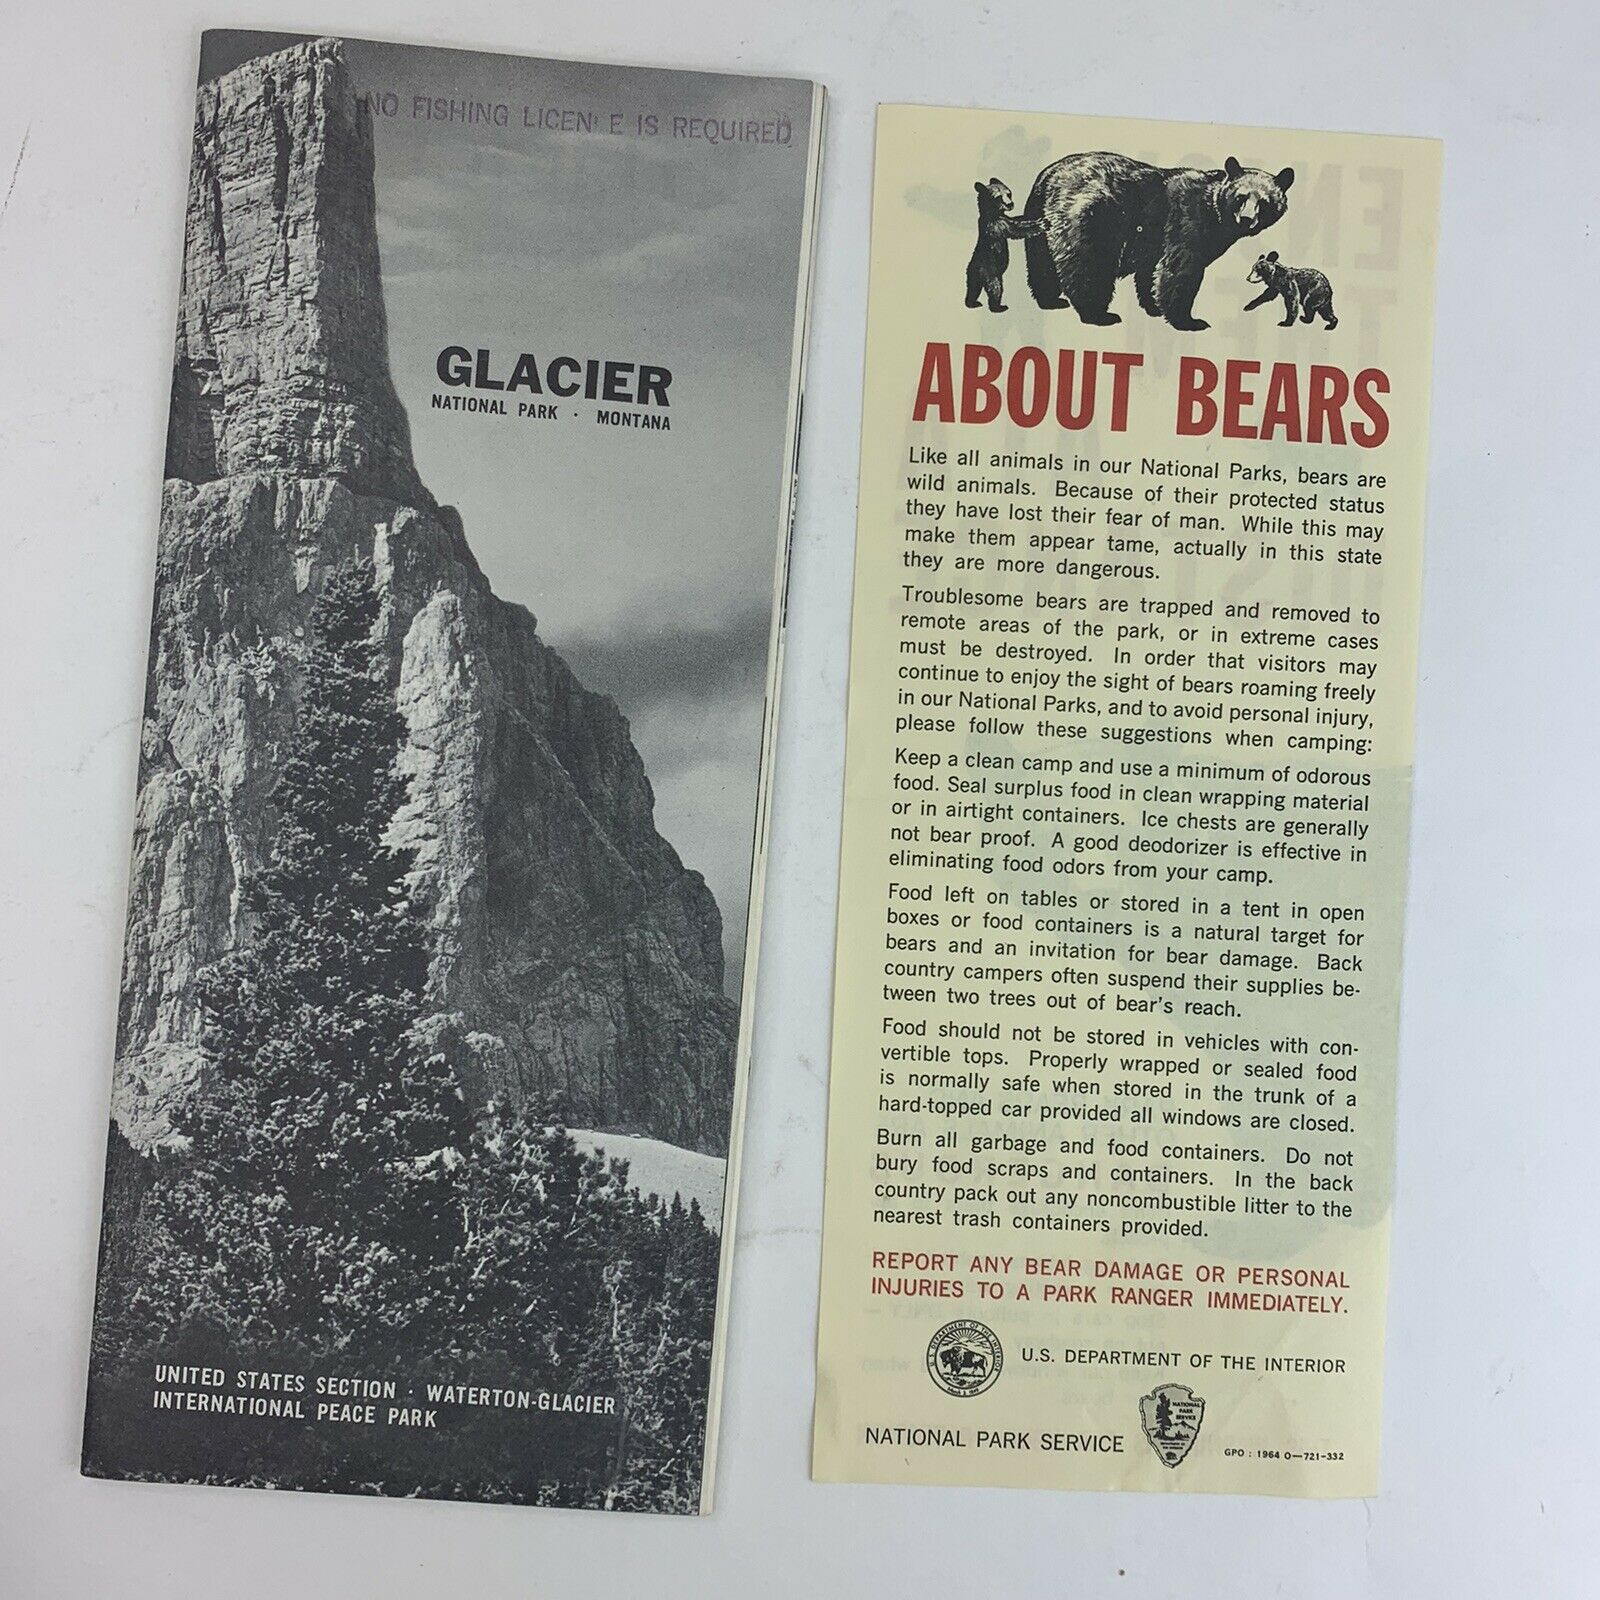 NO FISHING LICEN E IS REQUIRED
GLACIER
NATIONAL PARK · MONTANA
UNITED STATES SECTION · WATERTON-GLACIER
INTERNATIONAL PEACE PARK
ABOUT BEARS
Like all animals in our National Parks, bears are
wild animals. Because of their protected status
they have lost their fear of man. While this may
make them appear tame, actually in this state
they are more dangerous.
Troublesome bears are trapped and removed to
remote areas of the park, or in extreme cases
must be destroyed. In order that visitors may
continue to enjoy the sight of bears roaming freely
in our National Parks, and to avoid personal injury,
please follow these suggestions when camping:
Keep a clean camp and use a minimum of odorous
food. Seal surplus food in clean wrapping material
or in airtight containers. Ice chests are generally
not bear proof. A good deodorizer is effective in
eliminating food odors from your camp.
Food left on tables or stored in a tent in open
boxes or food containers is a natural target for
bears and an invitation for bear damage. Back
country campers often suspend their supplies be-
tween two trees out of bear's reach.
Food should not be stored in vehicles with con-
vertible tops. Properly wrapped or sealed food
is normally safe when stored in the trunk of a
hard-topped car provided all windows are closed.
Burn all garbage and food containers. Do not
bury food scraps and containers. In the back
country pack out any noncombustible litter to the
nearest trash containers provided.
REPORT ANY BEAR DAMAGE OR PERSONAL
INJURIES TO A PARK RANGER IMMEDIATELY.
U.S. DEPARTMENT OF THE INTERIOR
March 3, 1849
U.S. DEPARTMENT OF THE INTERIOR
NATIONAL PARK SERVICE
NATIONAL
PARK
SERVICE
GPO : 1964 O—721-332